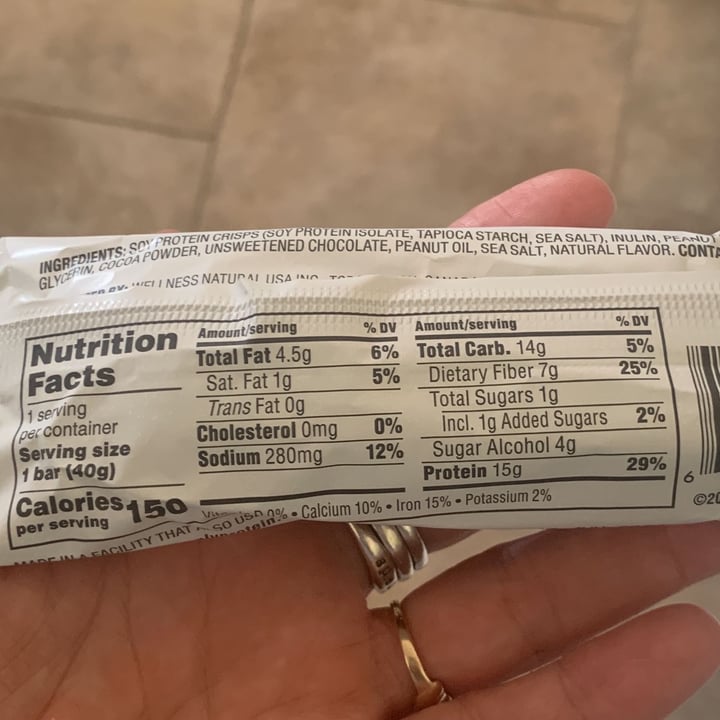 INGREDIENTS: SOY PROTEIN CRISPS (SOY PROTEIN ISOLATE, TAPIOCA STARCH, SEA SALT), INULIN,
GLYCERIN, COCOA POWDER, UNSWEETENED CHOCOLATE, PEANUT OIL, SEA SALT, NATURAL FLAVOR.
WELLNESS NATURAL USA INC
Nutrition
Facts
1 serving
per container
Serving size
1 bar (40g)
Calories 150
per serving
Amount/serving % DV
Total Fat 4.5g 6%
Sat. Fat 1g 5%
Trans Fat 0g
Cholesterol 0mg 0%
Sodium 280mg 12%
Amount/serving % DV
Total Carb. 14g 5%
Dietary Fiber 7g 25%
Total Sugars 1g
Incl. 1g Added Sugars 2%
Sugar Alcohol 4g
Protein 15g 29%
0% • Calcium 10% • Iron 15% • Potassium 2%
MADE IN A FACILITY THAT
6